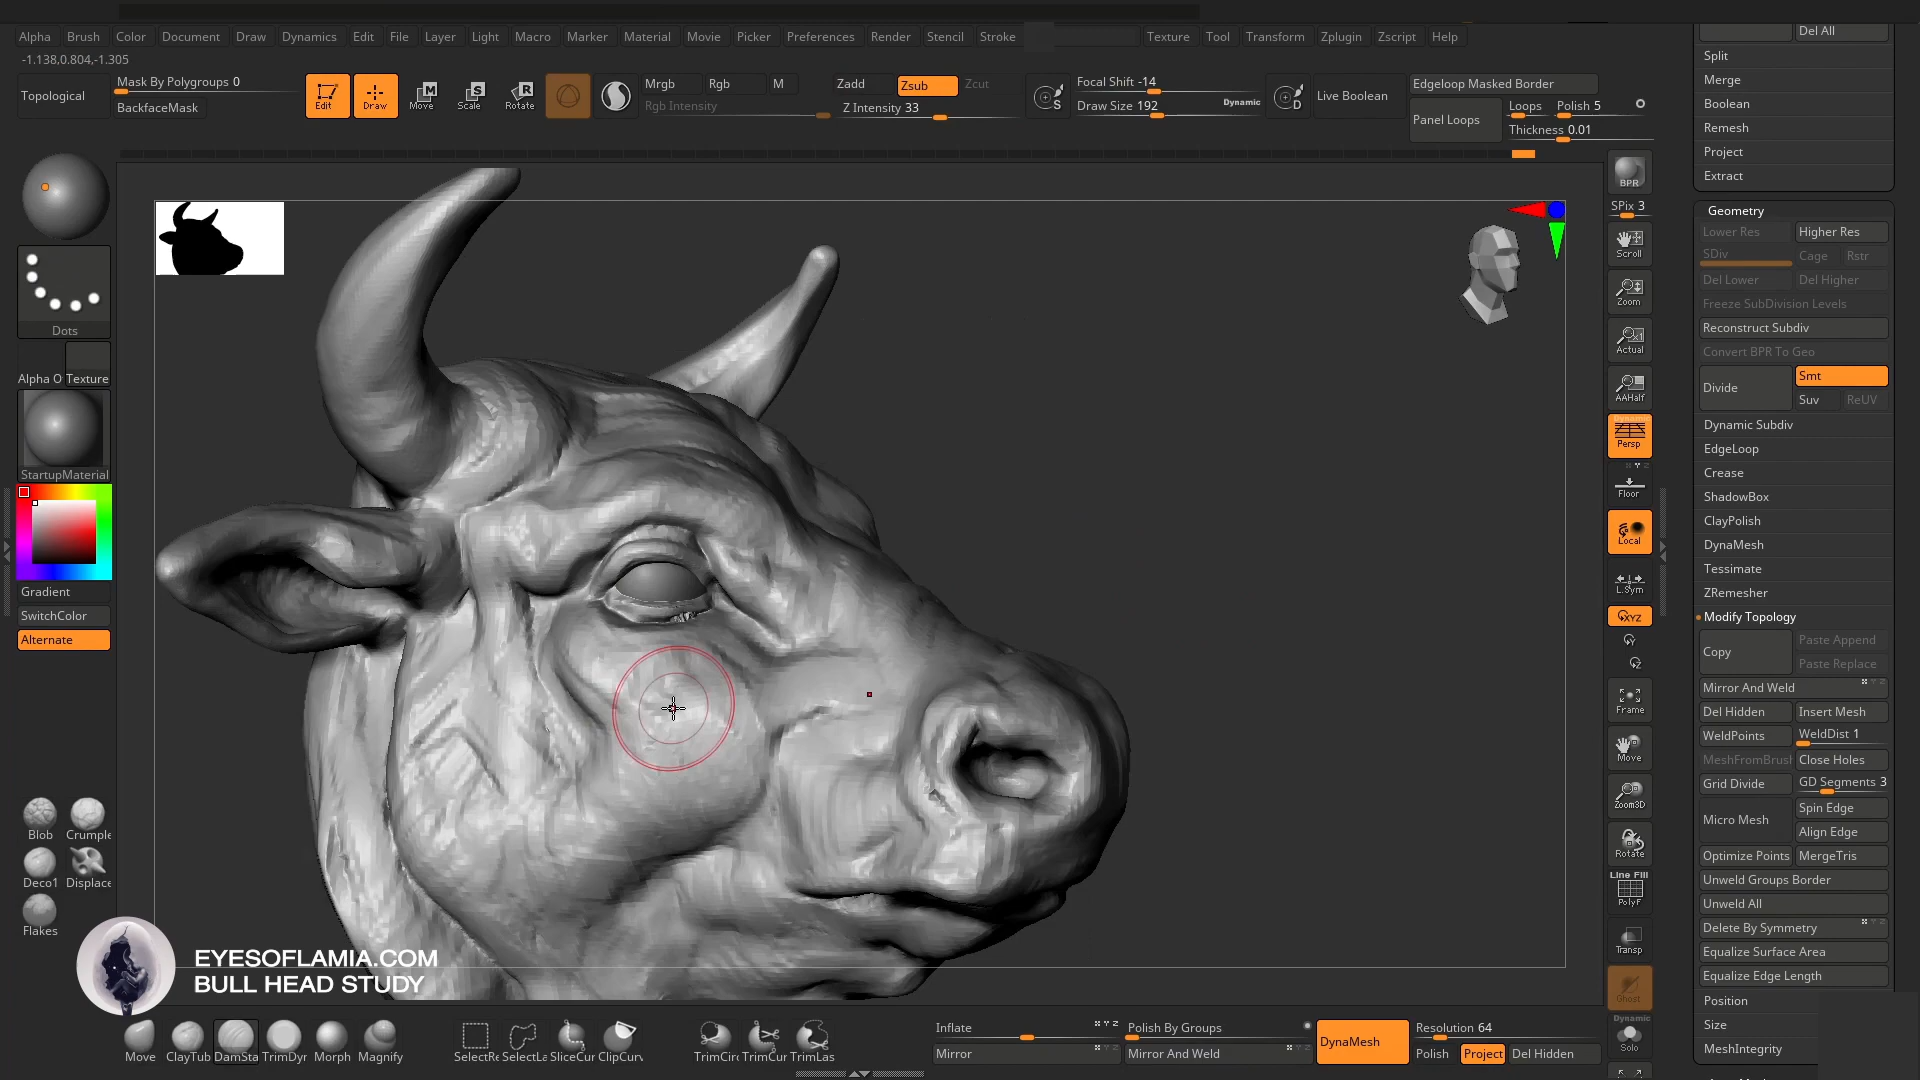 Alpha Brush Color Document Draw Dynamics Edit File Layer Light Macro Marker Material Movie Picker Preferences Render Stencil Stroke Texture Tool Transform Zplugin Zscript Help
-1.138,0.804,-1.305
Topological
Mask By Polygroups 0
BackfaceMask
Edit
Draw
Move
Scale
Rotate
Mrgb Rgb M
Rgb Intensity
Zadd Zsub Zcut
Z Intensity 33
Focal Shift -14
Draw Size 192 Dynamic
Live Boolean
Edgeloop Masked Border
Panel Loops
Loops Polish 5
Thickness 0.01
Dots
Alpha O Texture
StartupMaterial
Gradient
SwitchColor
Alternate
Blob Crumple
Deco1 Displace
Flakes
EYESOFLAMIA.COM
BULL HEAD STUDY
BPR
SPix 3
Scroll
Zoom
Actual
AAHalf
Dynamic
Persp
Floor
Local
L.Sym
XYZ
Y
Z
Frame
Move
Zoom3D
Rotate
Line Fill
PolyF
Transp
Ghost
Dynamic
Solo
Del All
Split
Merge
Boolean
Remesh
Project
Extract
Geometry
Lower Res Higher Res
SDiv Cage Rstr
Del Lower Del Higher
Freeze SubDivision Levels
Reconstruct Subdiv
Convert BPR To Geo
Divide Smt
Suv ReUV
Dynamic Subdiv
EdgeLoop
Crease
ShadowBox
ClayPolish
DynaMesh
Tessimate
ZRemesher
Modify Topology
Copy Paste Append
Paste Replace
Mirror And Weld
Del Hidden Insert Mesh
WeldPoints WeldDist 1
MeshFromBrush Close Holes
Grid Divide GD Segments 3
Micro Mesh Spin Edge
Align Edge
Optimize Points MergeTris
Unweld Groups Border
Unweld All
Delete By Symmetry
Equalize Surface Area
Equalize Edge Length
Position
Size
MeshIntegrity
Move ClayTub DamSta TrimDyr Morph Magnify
SelectRe SelectLa SliceCur ClipCurv
TrimCirc TrimCur TrimLas
Inflate Polish By Groups
Mirror Mirror And Weld
DynaMesh
Resolution 64
Polish Project Del Hidden